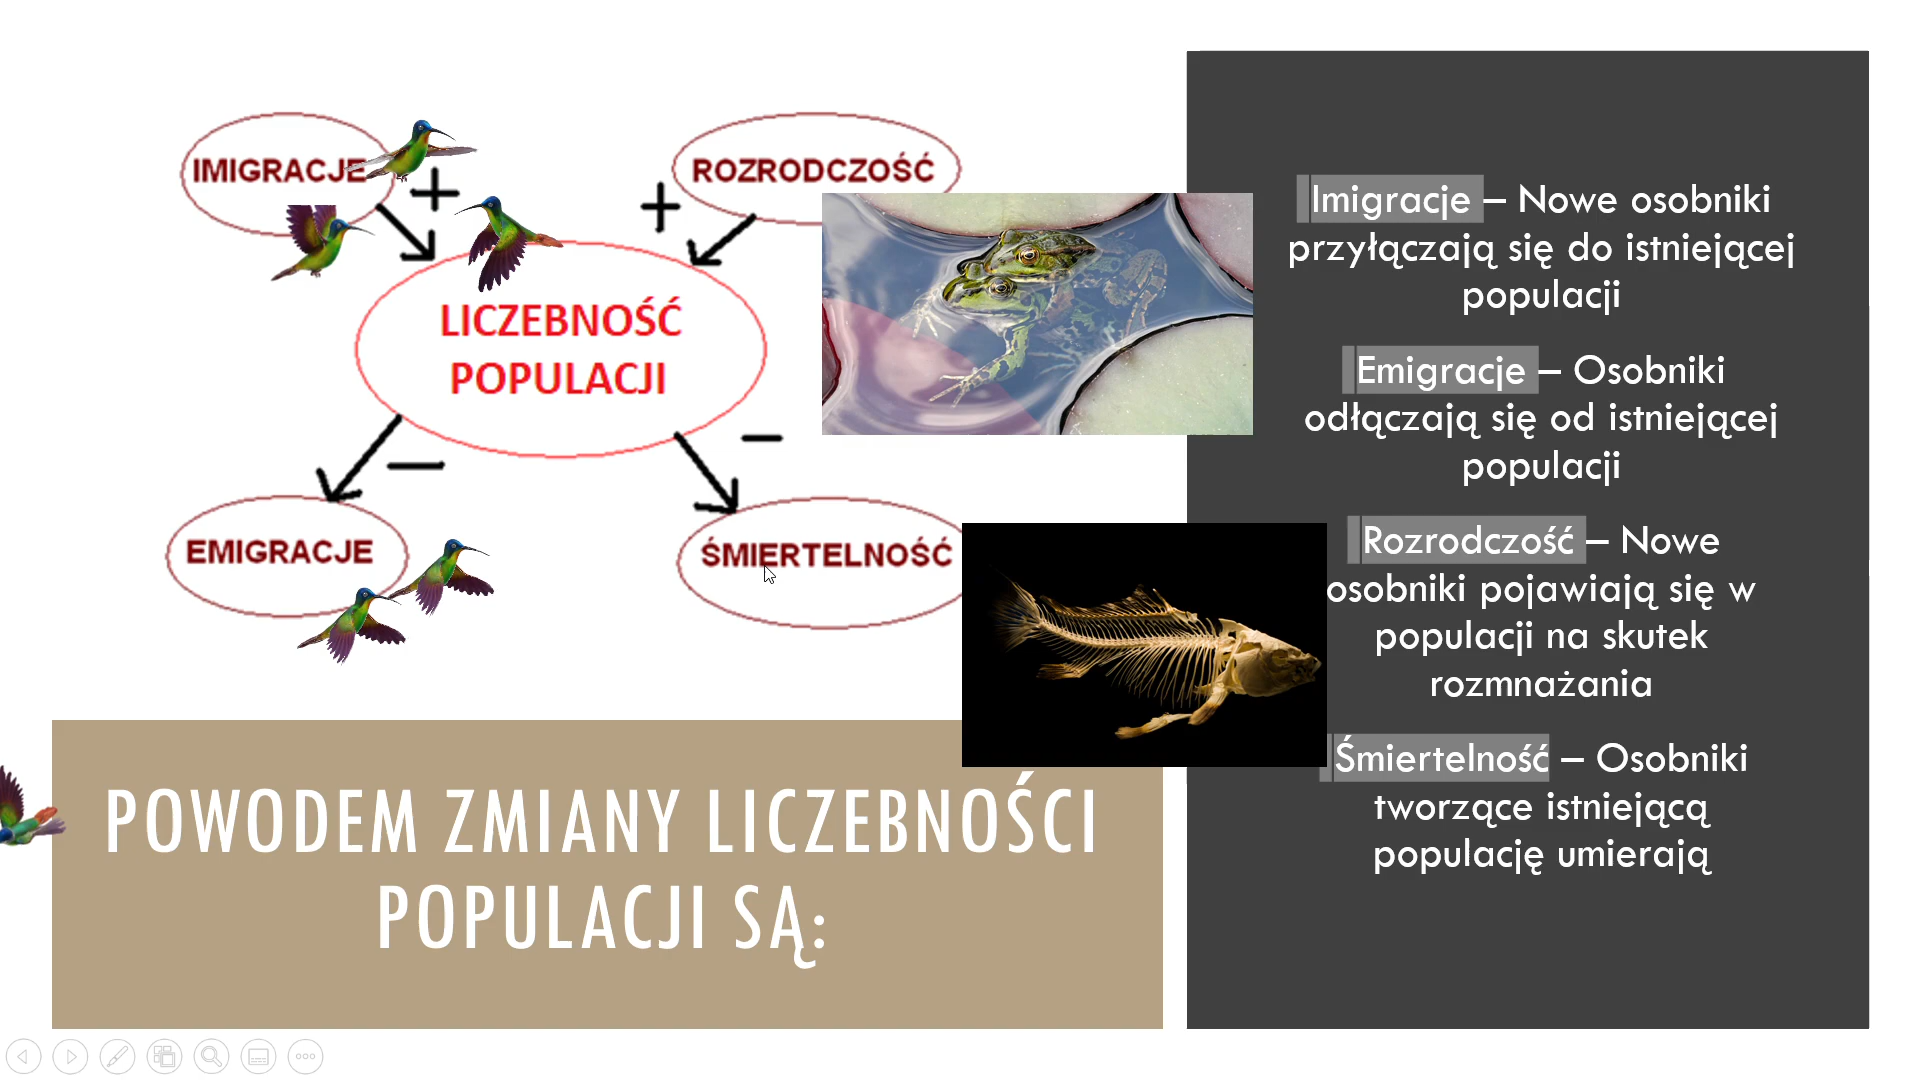 IMIGRACJE
+
+
ROZRODCZOŚĆ
LICZEBNOŚĆ
POPULACJI
–
–
EMIGRACJE
ŚMIERTELNOŚĆ
POWODEM ZMIANY LICZEBNOŚCI
POPULACJI SĄ:
Imigracje – Nowe osobniki
przyłączają się do istniejącej
populacji
Emigracje – Osobniki
odłączają się od istniejącej
populacji
Rozrodczość – Nowe
osobniki pojawiają się w
populacji na skutek
rozmnażania
Śmiertelność – Osobniki
tworzące istniejącą
populację umierają